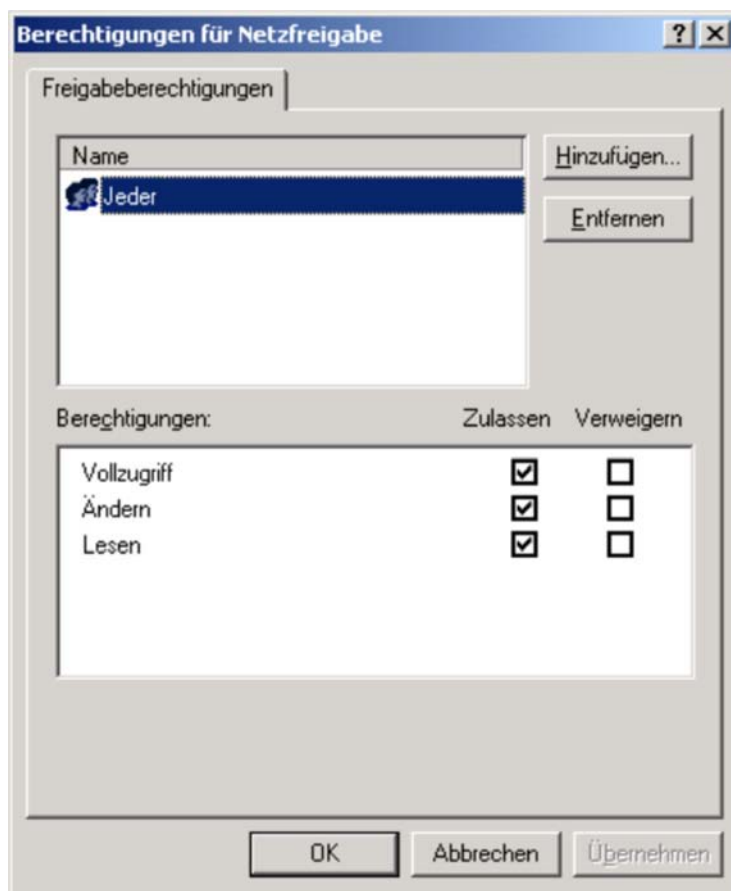 Berechtigungen für Netzfreigabe
Freigabeberechtigungen
Name
Hinzufügen...
Jeder
Entfernen
Berechtigungen: Zulassen Verweigern
Vollzugriff
Ändern
Lesen
OK Abbrechen Übernehmen